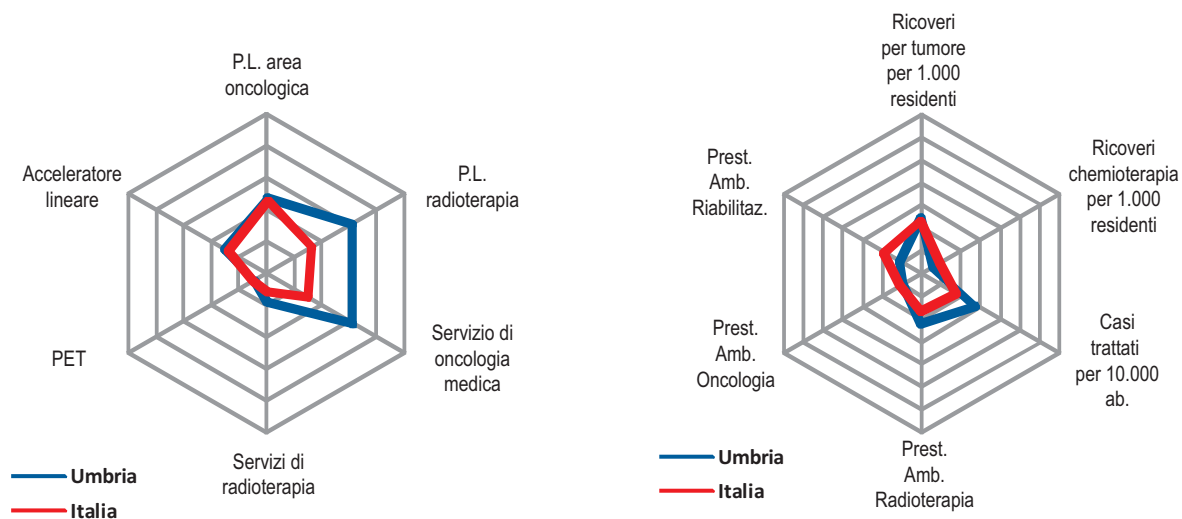 P.L. area
oncologica
P.L.
radioterapia
Servizio di
oncologia
medica
Servizi di
radioterapia
PET
Acceleratore
lineare
Umbria
Italia
Ricoveri
per tumore
per 1.000
residenti
Ricoveri
chemioterapia
per 1.000
residenti
Casi
trattati
per 10.000
ab.
Prest.
Amb.
Radioterapia
Prest.
Amb.
Oncologia
Prest.
Amb.
Riabilitaz.
Umbria
Italia